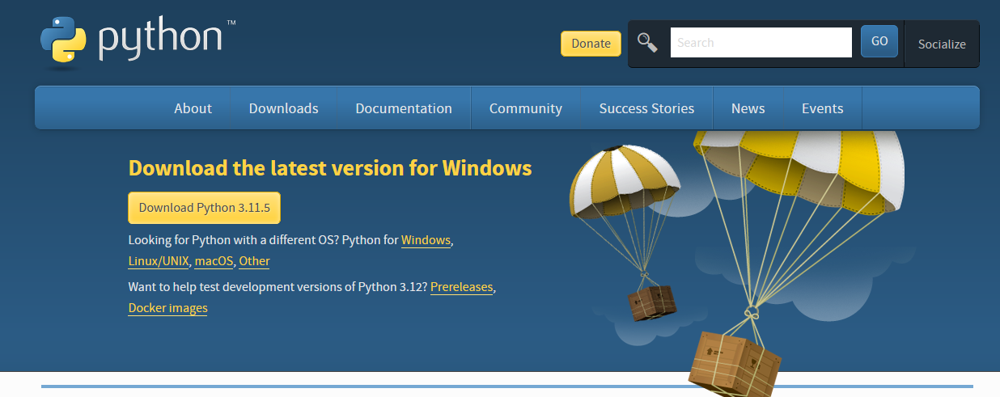 python™
Donate
Search
GO
Socialize
About
Downloads
Documentation
Community
Success Stories
News
Events
Download the latest version for Windows
Download Python 3.11.5
Looking for Python with a different OS? Python for Windows,
Linux/UNIX, macOS, Other
Want to help test development versions of Python 3.12? Prereleases,
Docker images